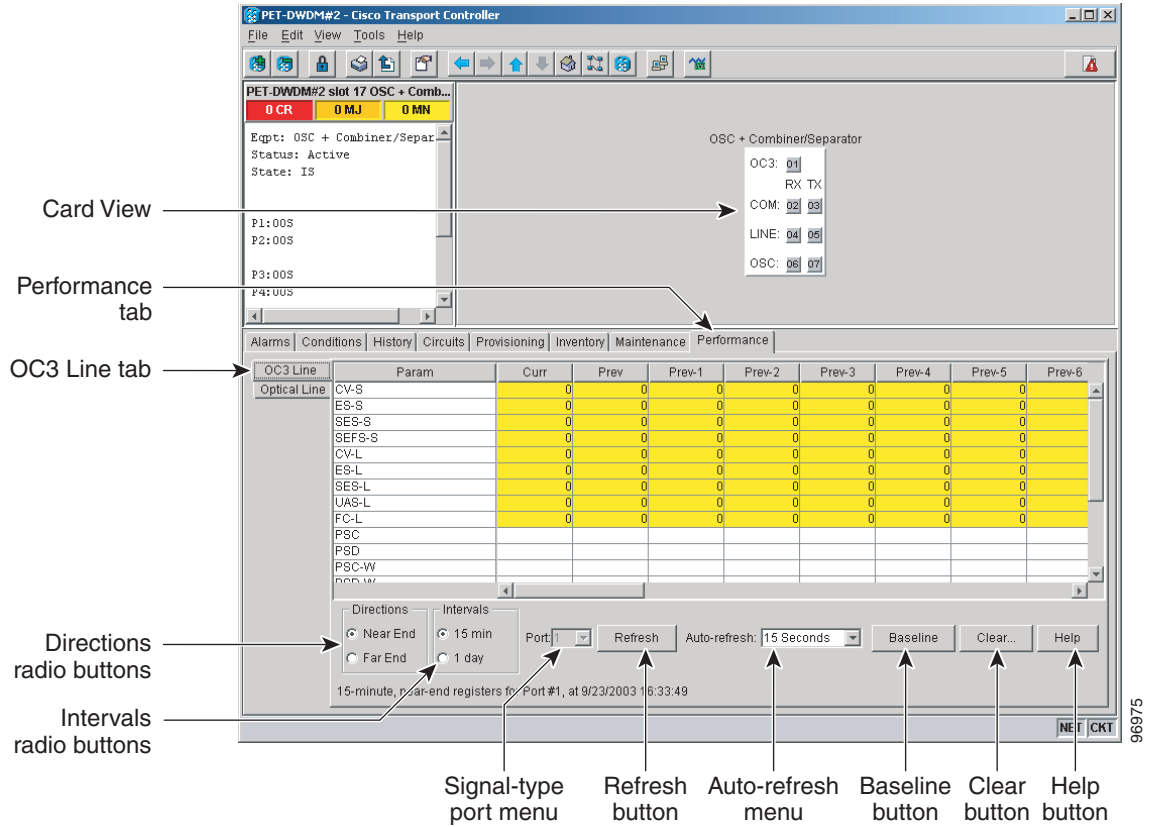 PET-DWDM#2 - Cisco Transport Controller
File Edit View Tools Help
PET-DWDM#2 slot 17 OSC + Comb...
0 CR 0 MJ 0 MN
Eqpt: OSC + Combiner/Separ
Status: Active
State: IS
P1:OOS
P2:OOS
P3:OOS
P4:OOS
OSC + Combiner/Separator
OC3: 01
RX TX
COM: 02 03
LINE: 04 05
OSC: 06 07
Card View
Performance
tab
OC3 Line tab
Alarms Conditions History Circuits Provisioning Inventory Maintenance Performance
OC3 Line
Optical Line
Param Curr Prev Prev-1 Prev-2 Prev-3 Prev-4 Prev-5 Prev-6
CV-S 0 0 0 0 0 0 0
ES-S 0 0 0 0 0 0 0
SES-S 0 0 0 0 0 0 0
SEFS-S 0 0 0 0 0 0 0
CV-L 0 0 0 0 0 0 0
ES-L 0 0 0 0 0 0 0
SES-L 0 0 0 0 0 0 0
UAS-L 0 0 0 0 0 0 0
FC-L 0 0 0 0 0 0 0
PSC
PSD
PSC-W
PSD-W
Directions
Near End
Far End
Intervals
15 min
1 day
Port: 1 Refresh Auto-refresh: 15 Seconds Baseline Clear... Help
15-minute, near-end registers for Port #1, at 9/23/2003 16:33:49
NET CKT
Directions
radio buttons
Intervals
radio buttons
Signal-type
port menu
Refresh
button
Auto-refresh
menu
Baseline
button
Clear
button
Help
button
96975